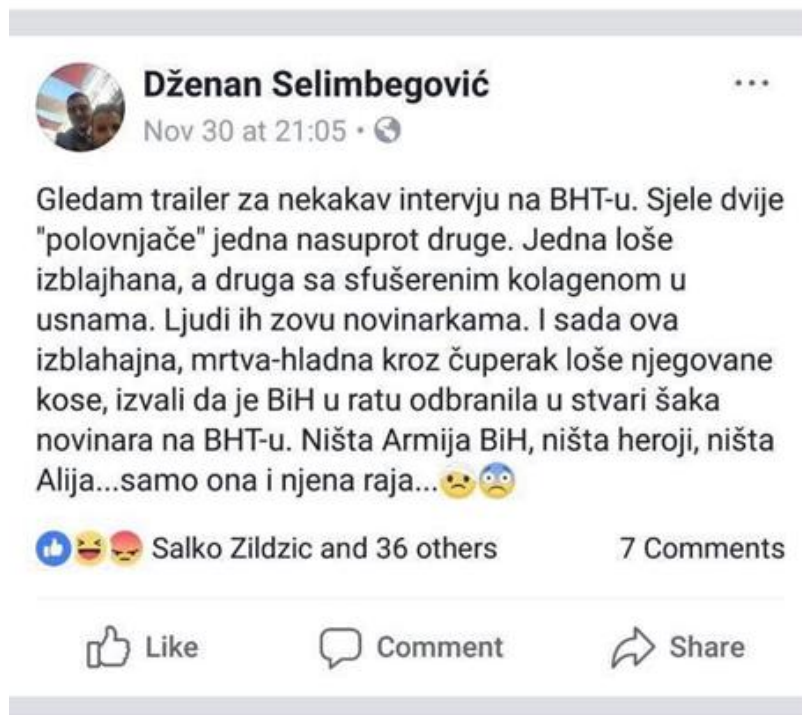 Dženan Selimbegović
Nov 30 at 21:05
Gledam trailer za nekakav intervju na BHT-u. Sjele dvije
"polovnjače" jedna nasuprot druge. Jedna loše
izblajhana, a druga sa sfušerenim kolagenom u
usnama. Ljudi ih zovu novinarkama. I sada ova
izblahajna, mrtva-hladna kroz čuperak loše njegovane
kose, izvali da je BiH u ratu odbranila u stvari šaka
novinara na BHT-u. Ništa Armija BiH, ništa heroji, ništa
Alija...samo ona i njena raja...🤕😨
Salko Zildzic and 36 others 7 Comments
Like Comment Share